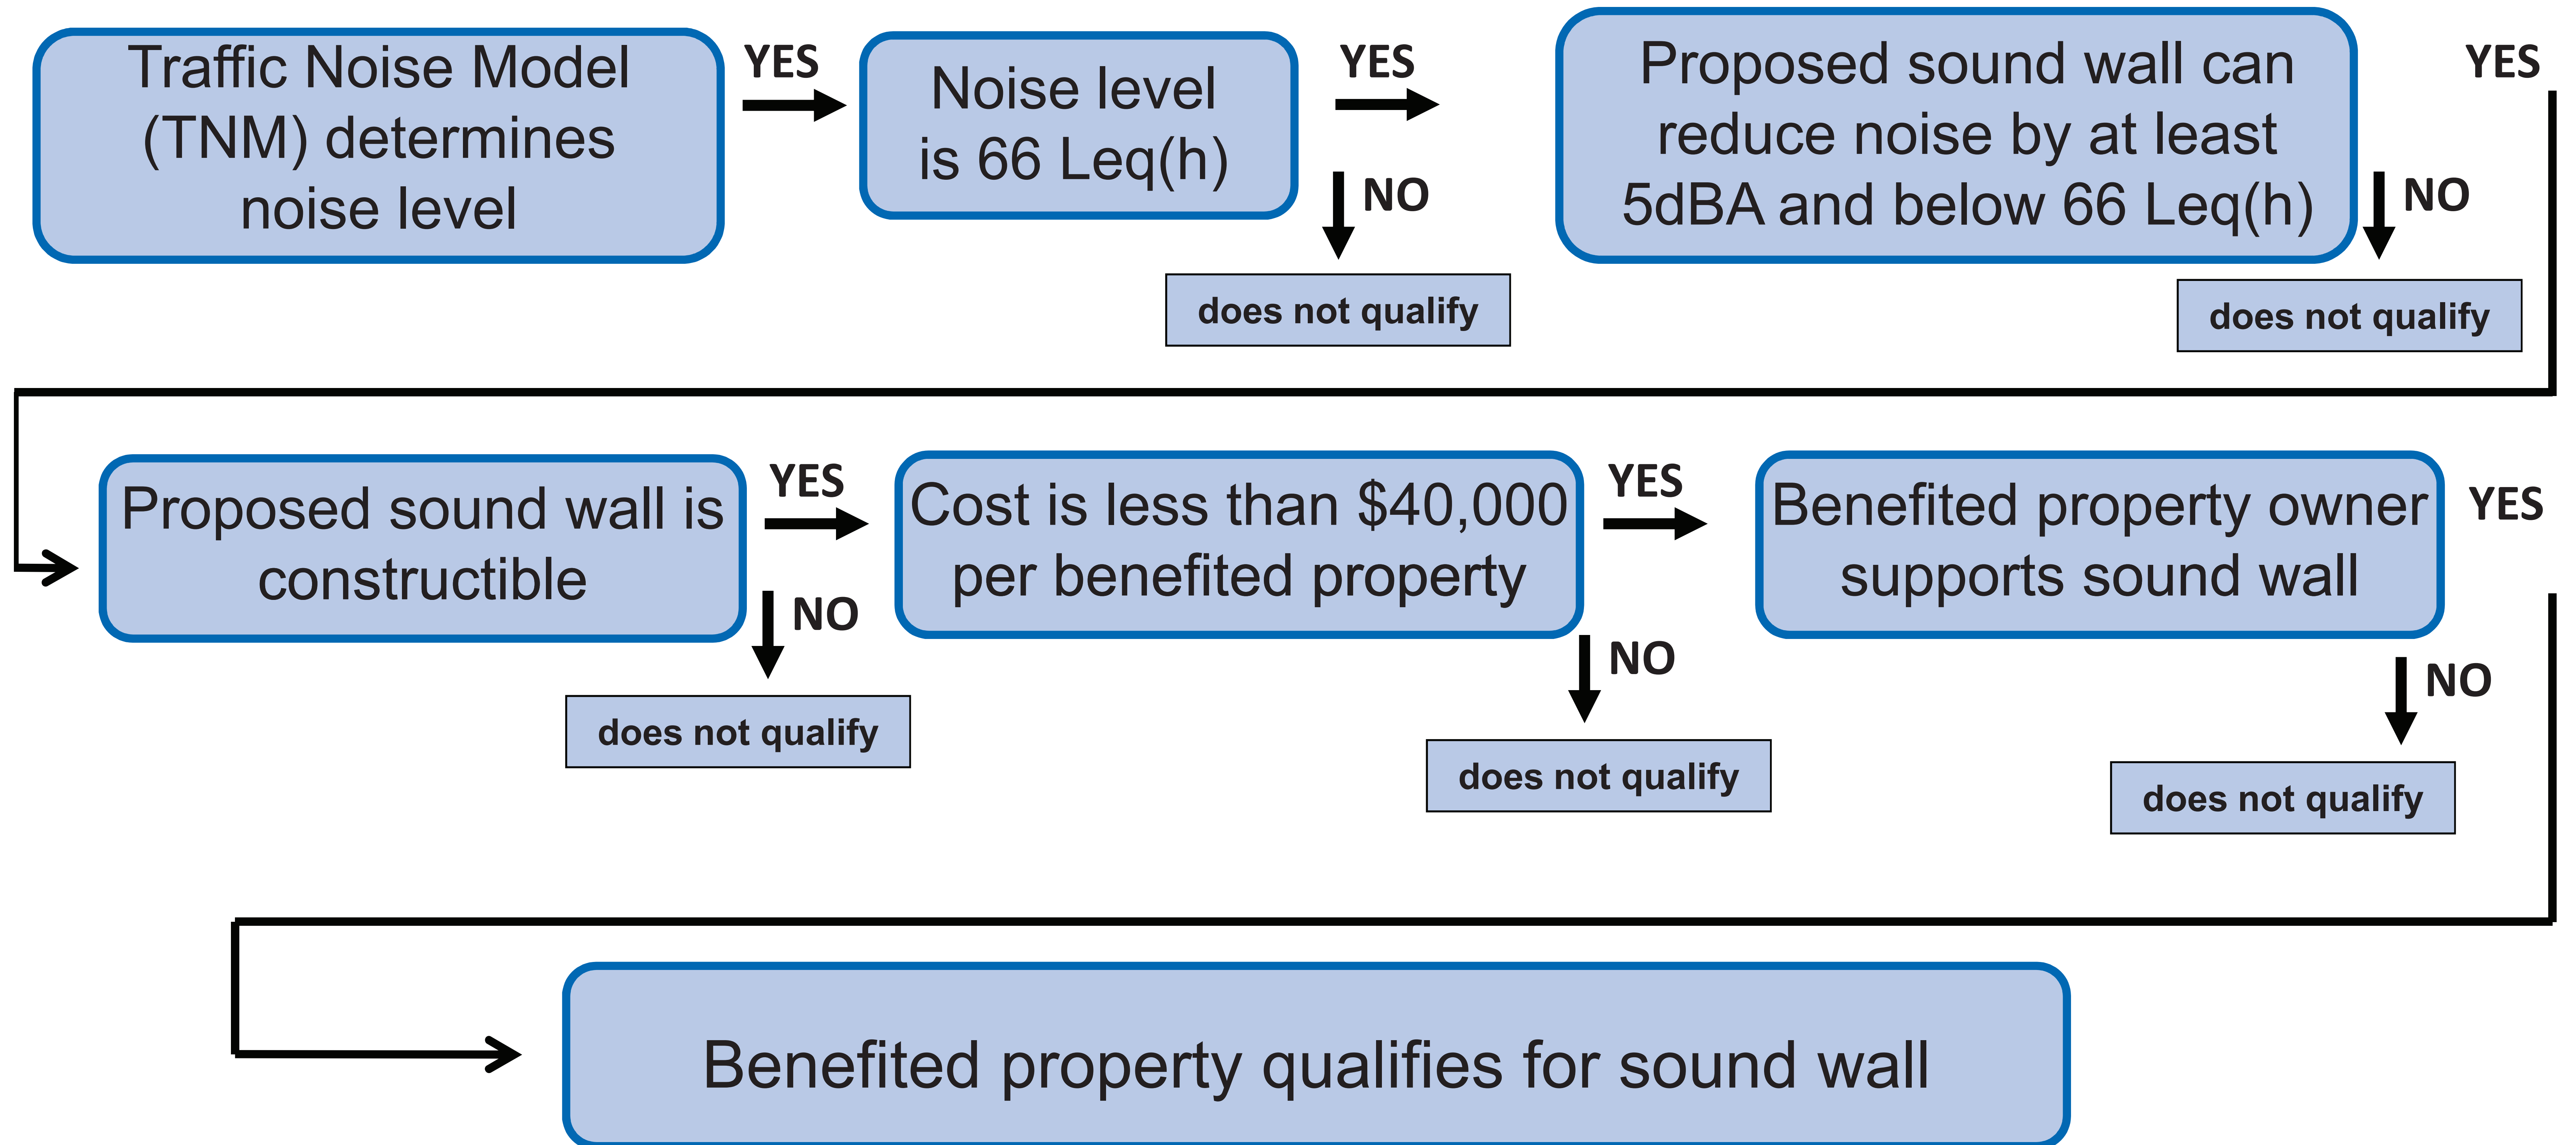 Traffic Noise Model
(TNM) determines
noise level
YES
Noise level
is 66 Leq(h)
YES
NO
does not qualify
Proposed sound wall can
reduce noise by at least
5dBA and below 66 Leq(h)
YES
NO
does not qualify
Proposed sound wall is
constructible
YES
NO
does not qualify
Cost is less than $40,000
per benefited property
YES
NO
does not qualify
Benefited property owner
supports sound wall
YES
NO
does not qualify
Benefited property qualifies for sound wall